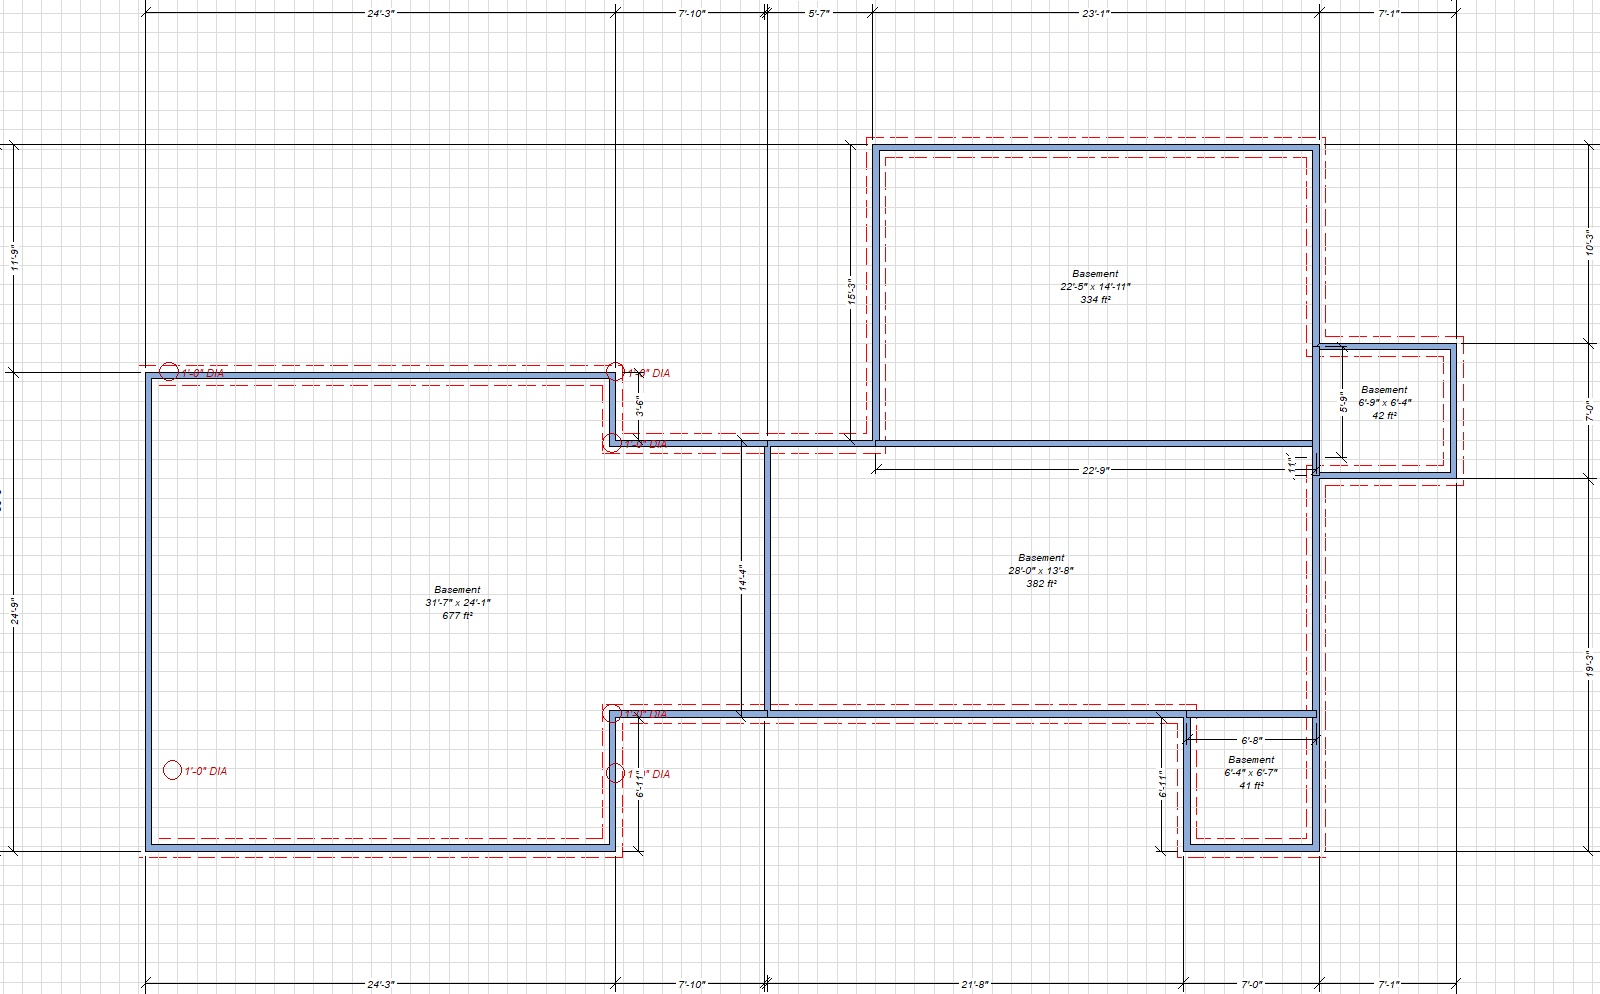 24'-3"
7'-10"
5'-7"
23'-1"
7'-1"
11'-9"
10'-3"
15'-3"
Basement
22'-5" x 14'-11"
334 ft²
1'-0" DIA
DIA
3'-6"
1'-0" DIA
5'-9"
Basement
6'-9" x 6'-4"
42 ft²
7'-0"
22'-9"
11"
Basement
28'-0" x 13'-8"
382 ft²
14'-4"
Basement
31'-7" x 24'-1"
677 ft²
24'-9"
19'-3"
1'-0" DIA
6'-8"
Basement
6'-4" x 6'-7"
41 ft²
1'-0" DIA
DIA
6'-11"
6'-11"
24'-3"
7'-10"
21'-8"
7'-0"
7'-1"